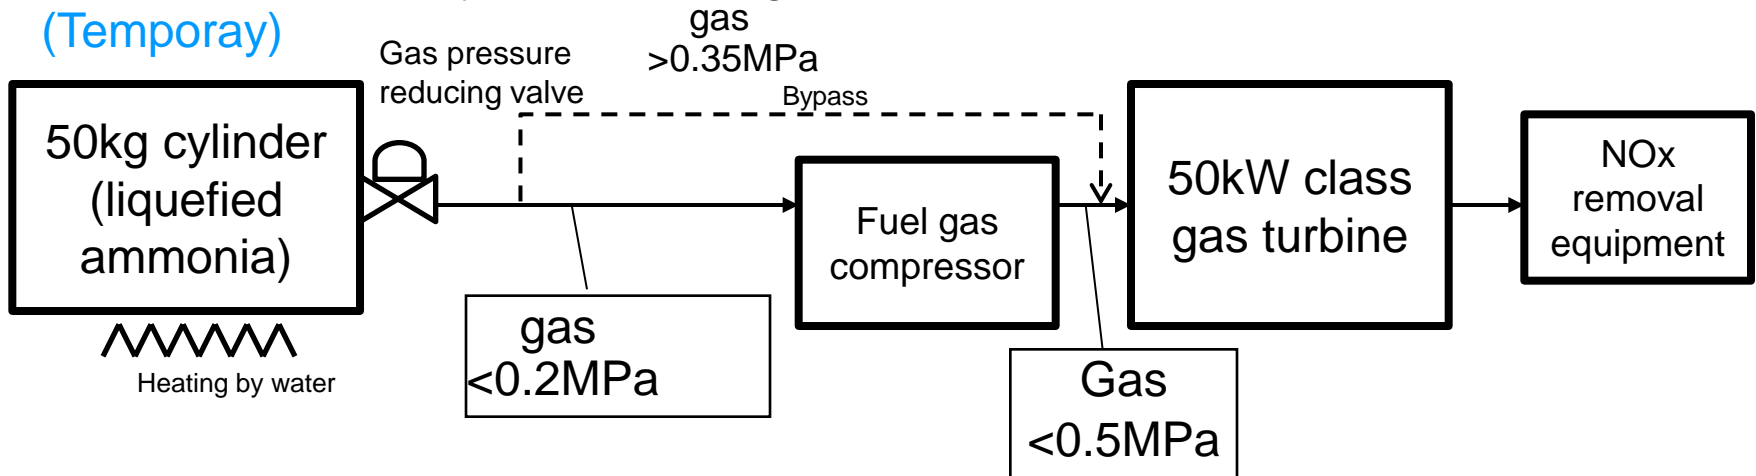 (Temporay)
gas
>0.35MPa
Gas pressure
reducing valve
Bypass
50kg cylinder
(liquefied
ammonia)
Fuel gas
compressor
50kW class
gas turbine
NOx
removal
equipment
gas
<0.2MPa
Gas
<0.5MPa
Heating by water